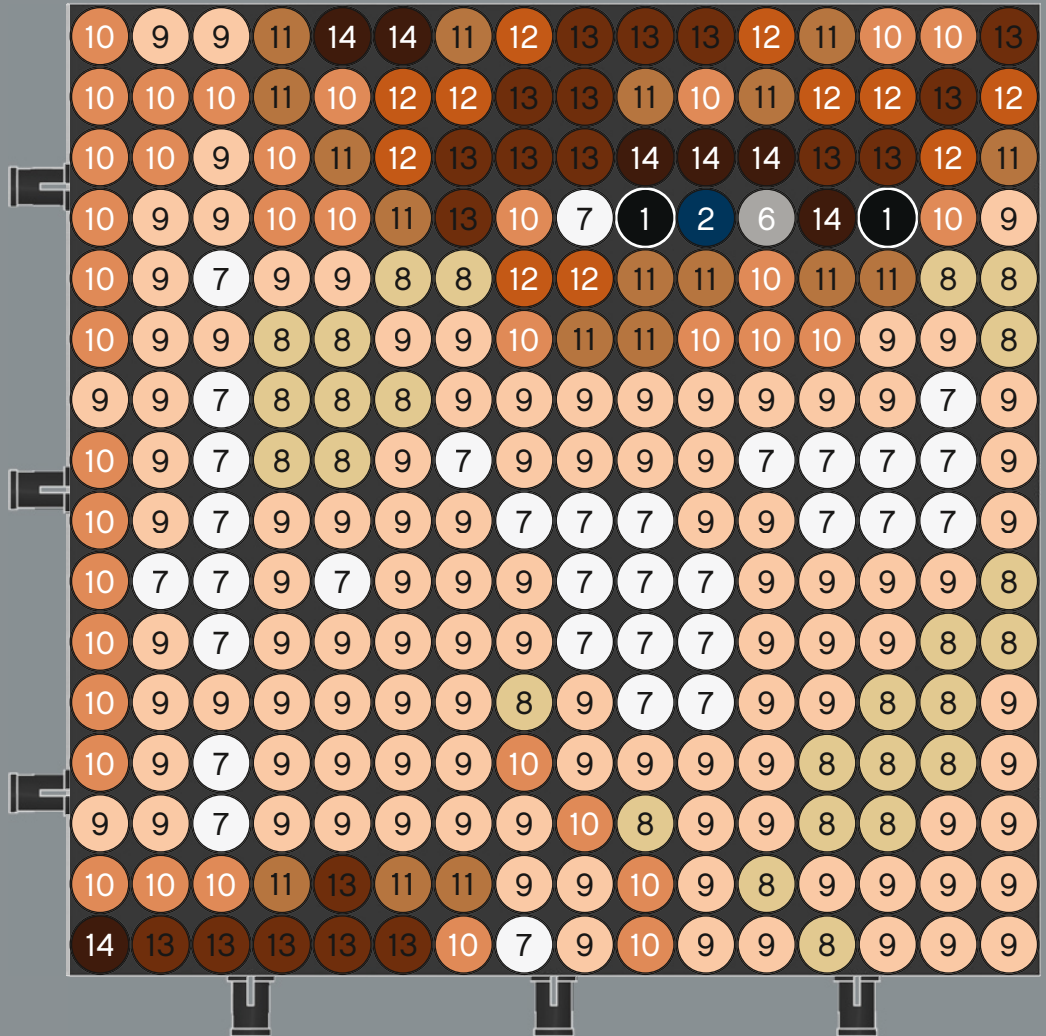 10 9 9 11 14 14 11 12 13 13 13 12 11 10 10 13
10 10 10 11 10 12 12 13 13 11 10 11 12 12 13 12
10 10 9 10 11 12 13 13 13 14 14 14 13 13 12 11
10 9 9 10 10 11 13 10 7 1 2 6 14 1 10 9
10 9 7 9 9 8 8 12 12 11 11 10 11 11 8 8
10 9 9 8 8 9 9 10 11 11 10 10 10 9 9 8
9 9 7 8 8 8 9 9 9 9 9 9 9 9 7 9
10 9 7 8 8 9 7 9 9 9 9 7 7 7 7 9
10 9 7 9 9 9 9 7 7 7 9 9 7 7 7 9
10 7 7 9 7 9 9 9 7 7 7 9 9 9 9 8
10 9 7 9 9 9 9 9 7 7 7 9 9 9 8 8
10 9 9 9 9 9 9 8 9 7 7 9 9 8 8 9
10 9 7 9 9 9 9 10 9 9 9 9 8 8 8 9
9 9 7 9 9 9 9 9 10 8 9 9 8 8 9 9
10 10 10 11 13 11 11 9 9 10 9 8 9 9 9 9
14 13 13 13 13 13 10 7 9 10 9 9 8 9 9 9